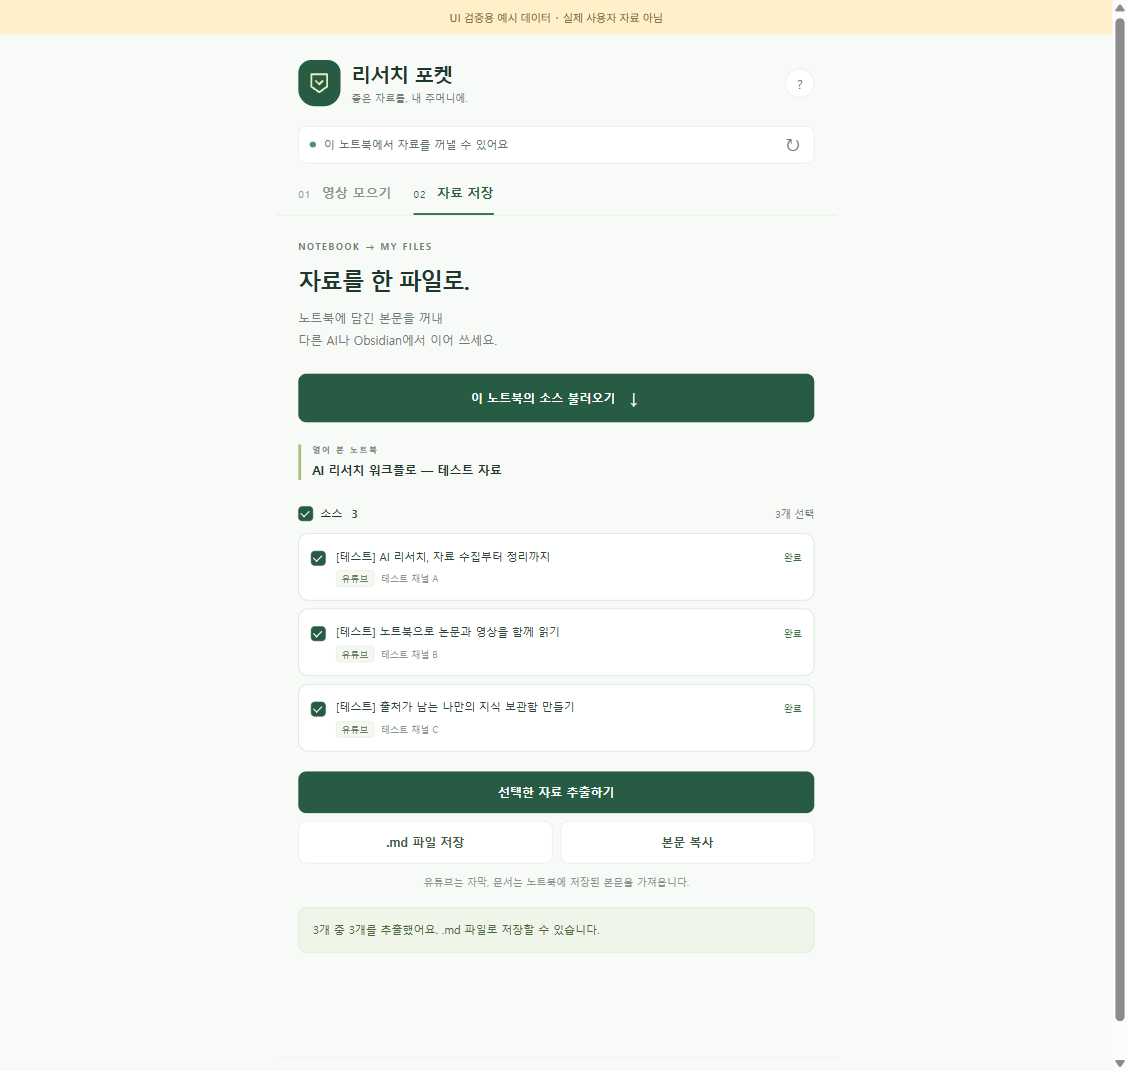 UI 검증용 예시 데이터 · 실제 사용자 자료 아님
리서치 포켓
좋은 자료를, 내 주머니에.
?
이 노트북에서 자료를 꺼낼 수 있어요
01 영상 모으기 02 자료 저장
NOTEBOOK → MY FILES
자료를 한 파일로.
노트북에 담긴 본문을 꺼내
다른 AI나 Obsidian에서 이어 쓰세요.
이 노트북의 소스 불러오기 ↓
열어 본 노트북
AI 리서치 워크플로 — 테스트 자료
소스 3 3개 선택
[테스트] AI 리서치, 자료 수집부터 정리까지 완료
유튜브 테스트 채널 A
[테스트] 노트북으로 논문과 영상을 함께 읽기 완료
유튜브 테스트 채널 B
[테스트] 출처가 남는 나만의 지식 보관함 만들기 완료
유튜브 테스트 채널 C
선택한 자료 추출하기
.md 파일 저장 본문 복사
유튜브는 자막, 문서는 노트북에 저장된 본문을 가져옵니다.
3개 중 3개를 추출했어요. .md 파일로 저장할 수 있습니다.